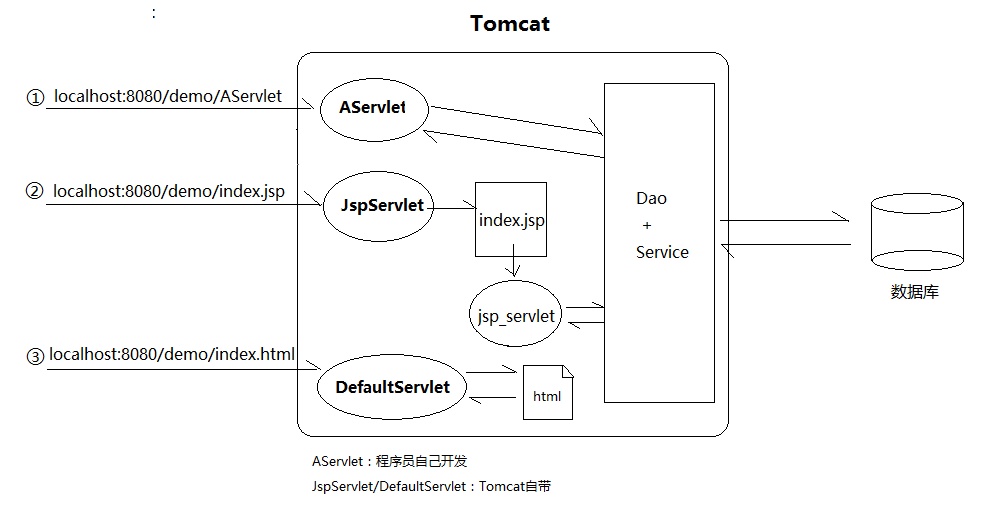 :
Tomcat
① localhost:8080/demo/AServlet
AServlet
② localhost:8080/demo/index.jsp
JspServlet
index.jsp
jsp_servlet
Dao
+
Service
数据库
③ localhost:8080/demo/index.html
DefaultServlet
html
AServlet：程序员自己开发
JspServlet/DefaultServlet：Tomcat自带